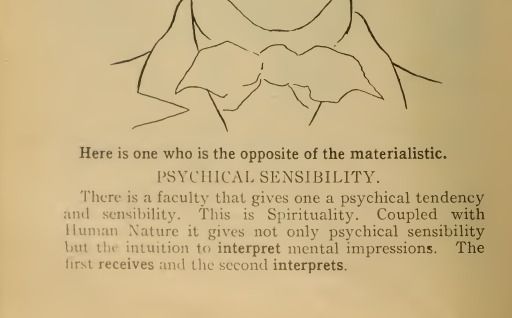 Here is one who is the opposite of the materialistic.
PSYCHICAL SENSIBILITY.
There is a faculty that gives one a psychical tendency
and sensibility. This is Spirituality. Coupled with
Human Nature it gives not only psychical sensibility
but the intuition to interpret mental impressions. The
first receives and the second interprets.